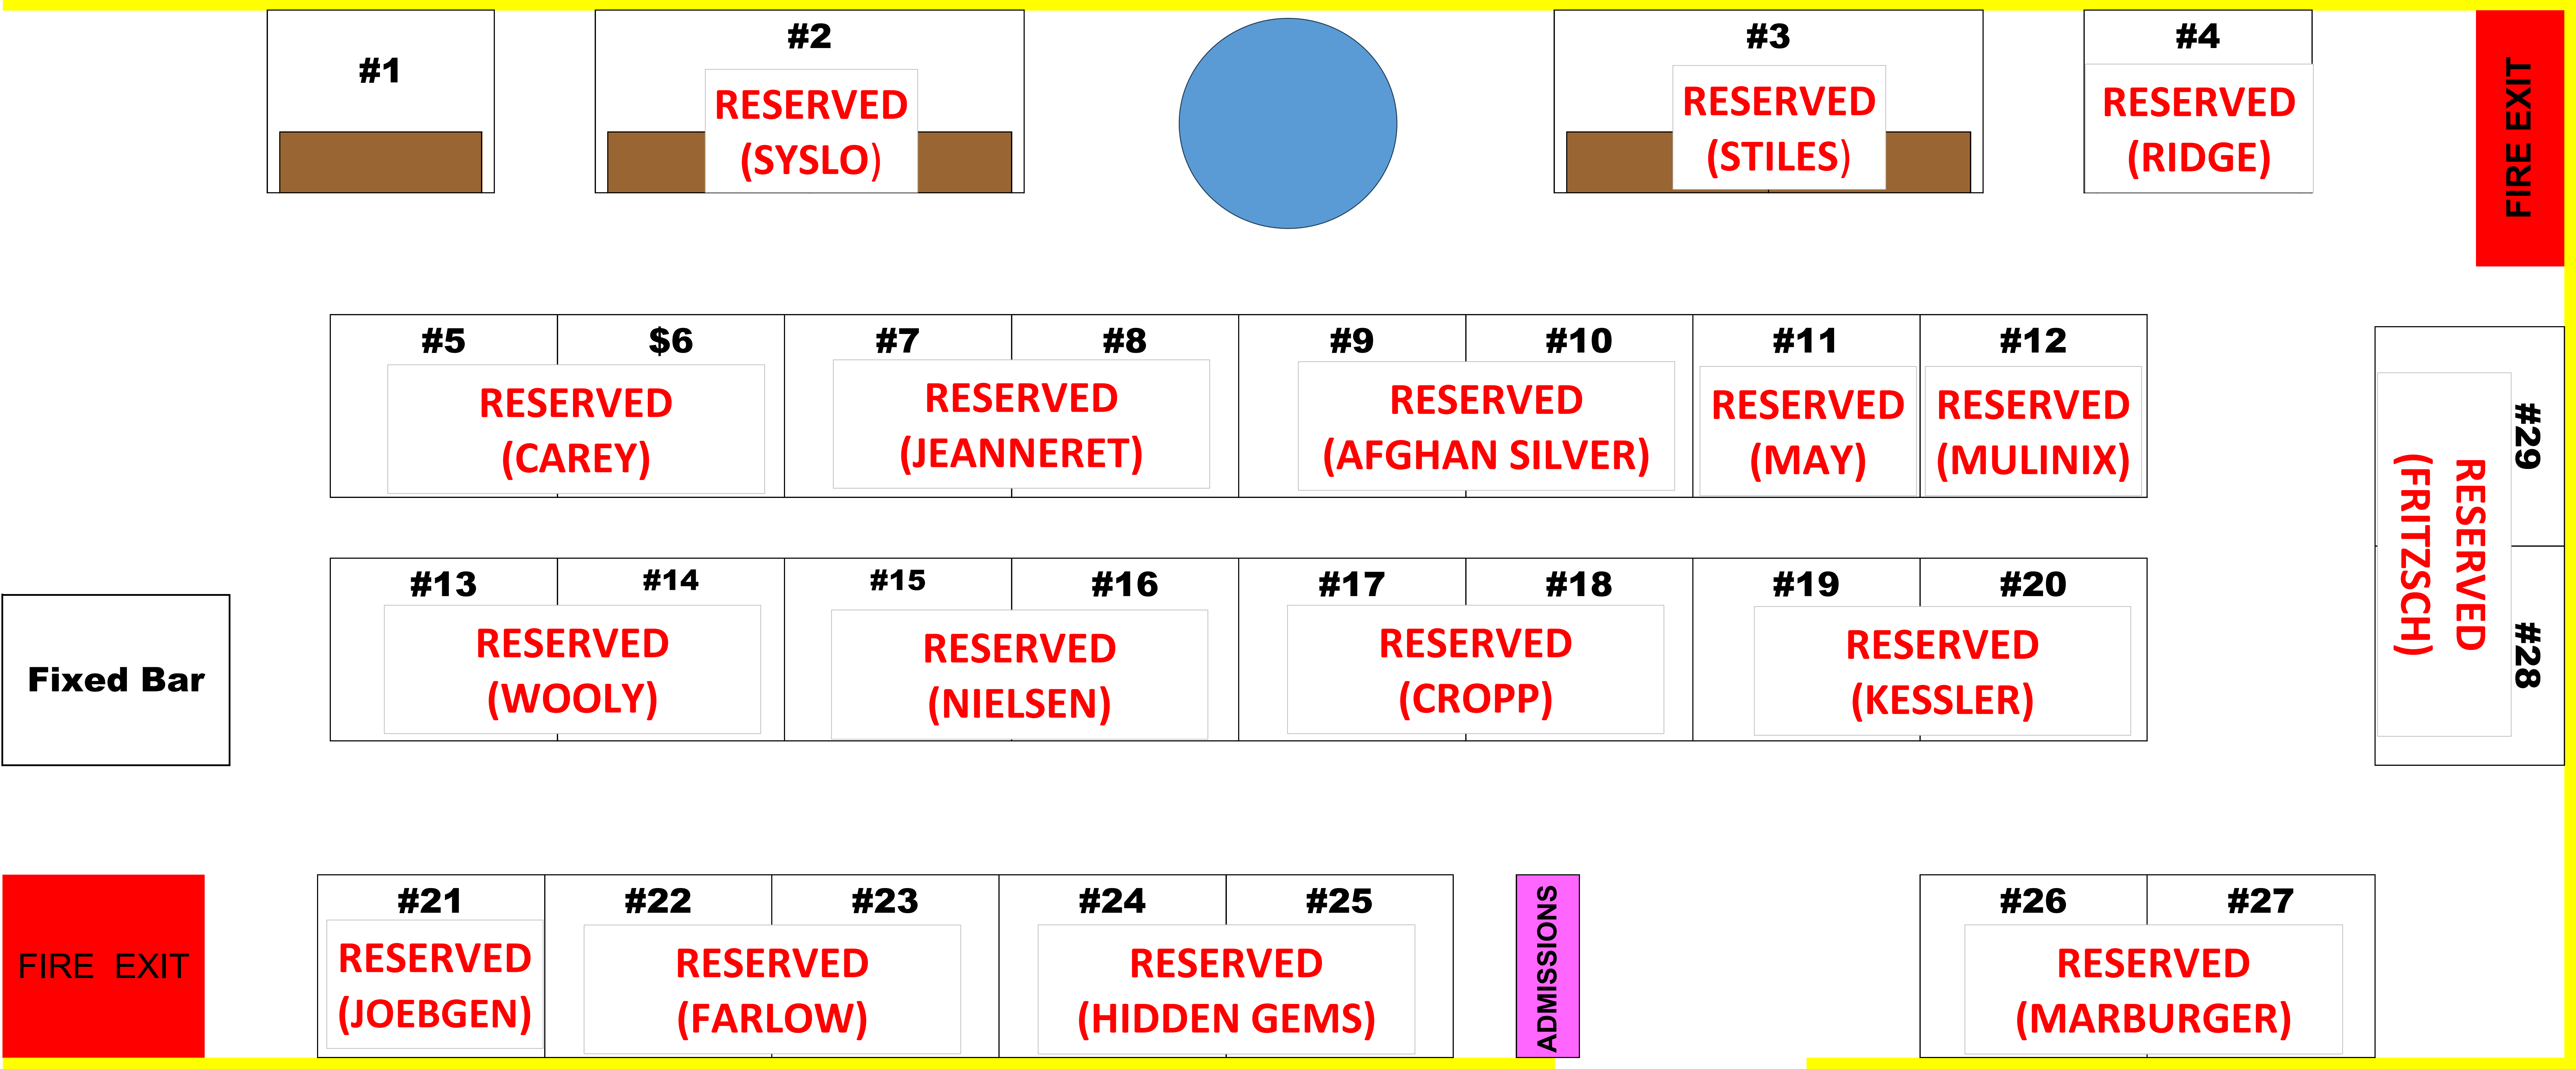 #1
#2
RESERVED
(SYSLO)
#3
RESERVED
(STILES)
#4
RESERVED
(RIDGE)
FIRE EXIT
#5
$6
RESERVED
(CAREY)
#7
#8
RESERVED
(JEANNERET)
#9
#10
RESERVED
(AFGHAN SILVER)
#11
RESERVED
(MAY)
#12
RESERVED
(MULINIX)
#29
#28
RESERVED
(FRITZSCH)
Fixed Bar
#13
#14
RESERVED
(WOOLY)
#15
#16
RESERVED
(NIELSEN)
#17
#18
RESERVED
(CROPP)
#19
#20
RESERVED
(KESSLER)
FIRE EXIT
#21
RESERVED
(JOEBGEN)
#22
#23
RESERVED
(FARLOW)
#24
#25
RESERVED
(HIDDEN GEMS)
ADMISSIONS
#26
#27
RESERVED
(MARBURGER)